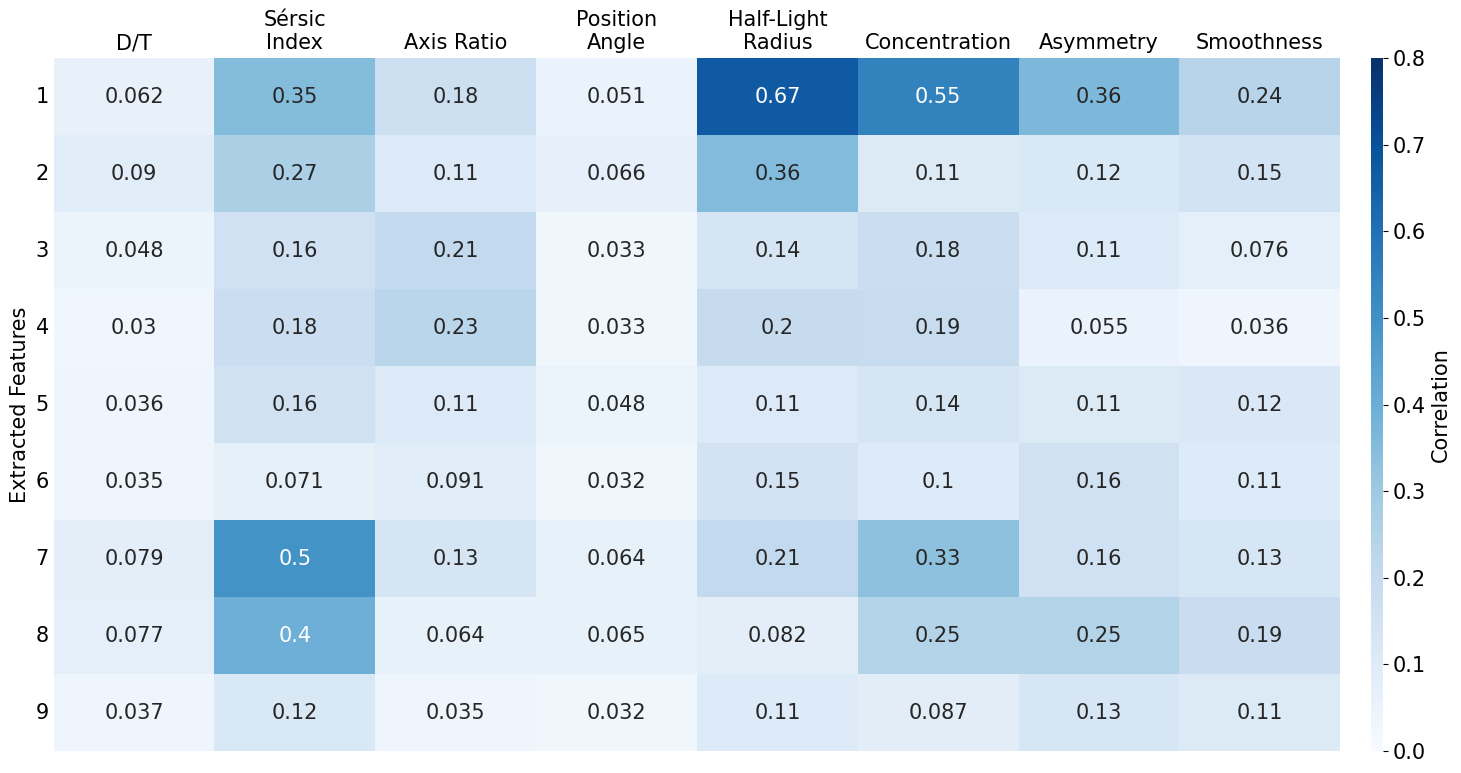 Sérsic Position Half-Light
D/T Index Axis Ratio Angle Radius Concentration Asymmetry Smoothness
1 0.062 0.35 0.18 0.051 0.67 0.55 0.36 0.24
2 0.09 0.27 0.11 0.066 0.36 0.11 0.12 0.15
3 0.048 0.16 0.21 0.033 0.14 0.18 0.11 0.076
4 0.03 0.18 0.23 0.033 0.2 0.19 0.055 0.036
5 0.036 0.16 0.11 0.048 0.11 0.14 0.11 0.12
6 0.035 0.071 0.091 0.032 0.15 0.1 0.16 0.11
7 0.079 0.5 0.13 0.064 0.21 0.33 0.16 0.13
8 0.077 0.4 0.064 0.065 0.082 0.25 0.25 0.19
9 0.037 0.12 0.035 0.032 0.11 0.087 0.13 0.11
Extracted Features
0.8
0.7
0.6
0.5
0.4
0.3
0.2
0.1
0.0
Correlation